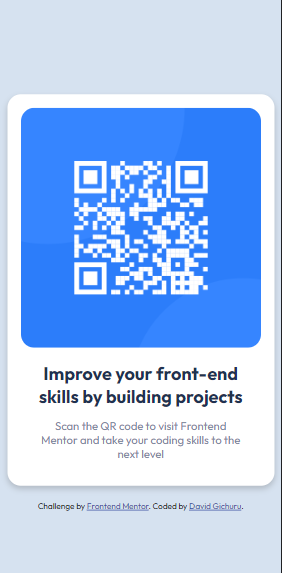 Improve your front-end
skills by building projects
Scan the QR code to visit Frontend
Mentor and take your coding skills to the
next level
Challenge by Frontend Mentor. Coded by David Gichuru.